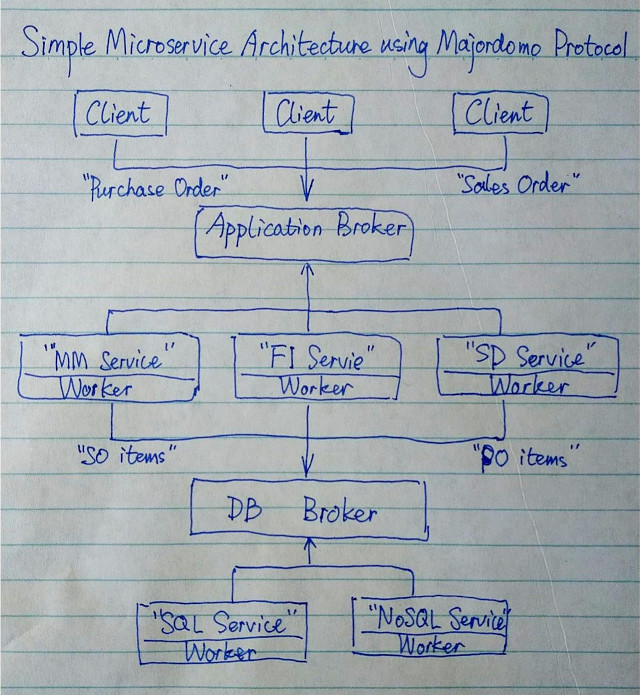 Simple Microservice Architecture using Majordomo Protocol
Client Client Client
"Purchase Order" "Sales Order"
Application Broker
"MM Service" "FI Servie" "SD Service"
Worker Worker Worker
"SO items" "PO items"
DB Broker
"SQL Service" "NoSQL Service"
Worker Worker